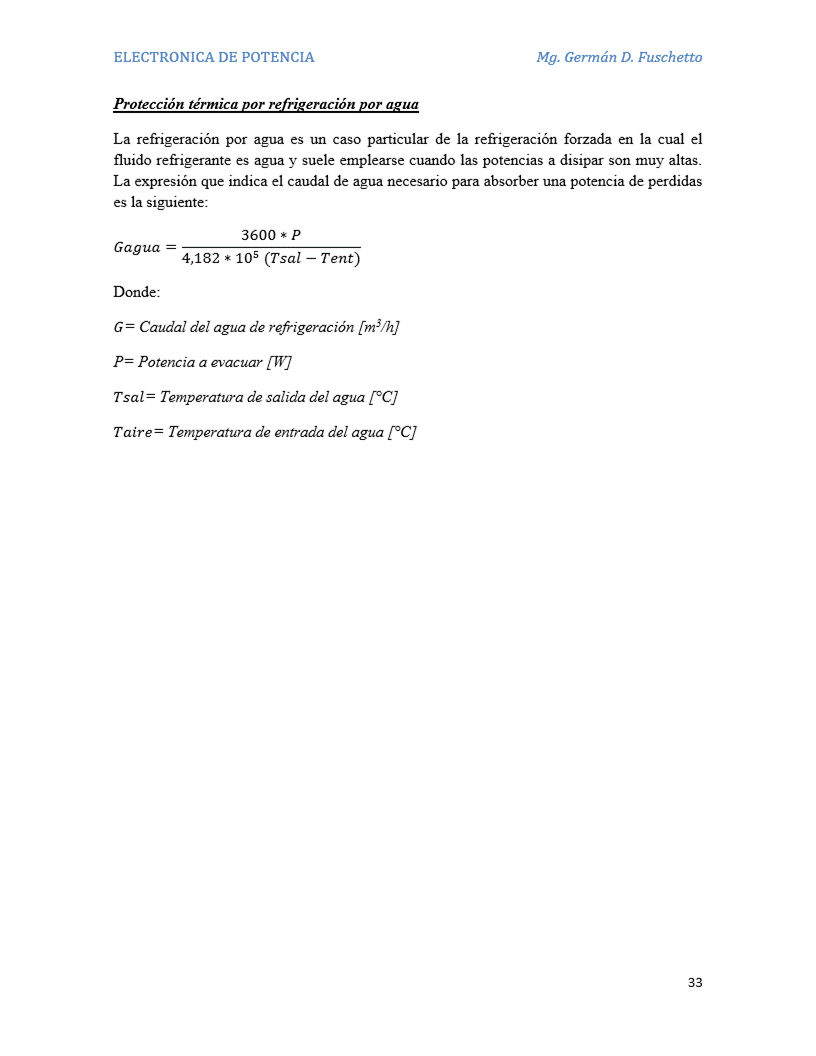 ELECTRONICA DE POTENCIA Mg. Germán D. Fuschetto
Protección térmica por refrigeración por agua
La refrigeración por agua es un caso particular de la refrigeración forzada en la cual el
fluido refrigerante es agua y suele emplearse cuando las potencias a disipar son muy altas.
La expresión que indica el caudal de agua necesario para absorber una potencia de perdidas
es la siguiente:
Gagua = 3600 * P / 4,182 * 10⁵ (Tsal − Tent)
Donde:
G= Caudal del agua de refrigeración [m³/h]
P= Potencia a evacuar [W]
Tsal= Temperatura de salida del agua [°C]
Taire= Temperatura de entrada del agua [°C]
33